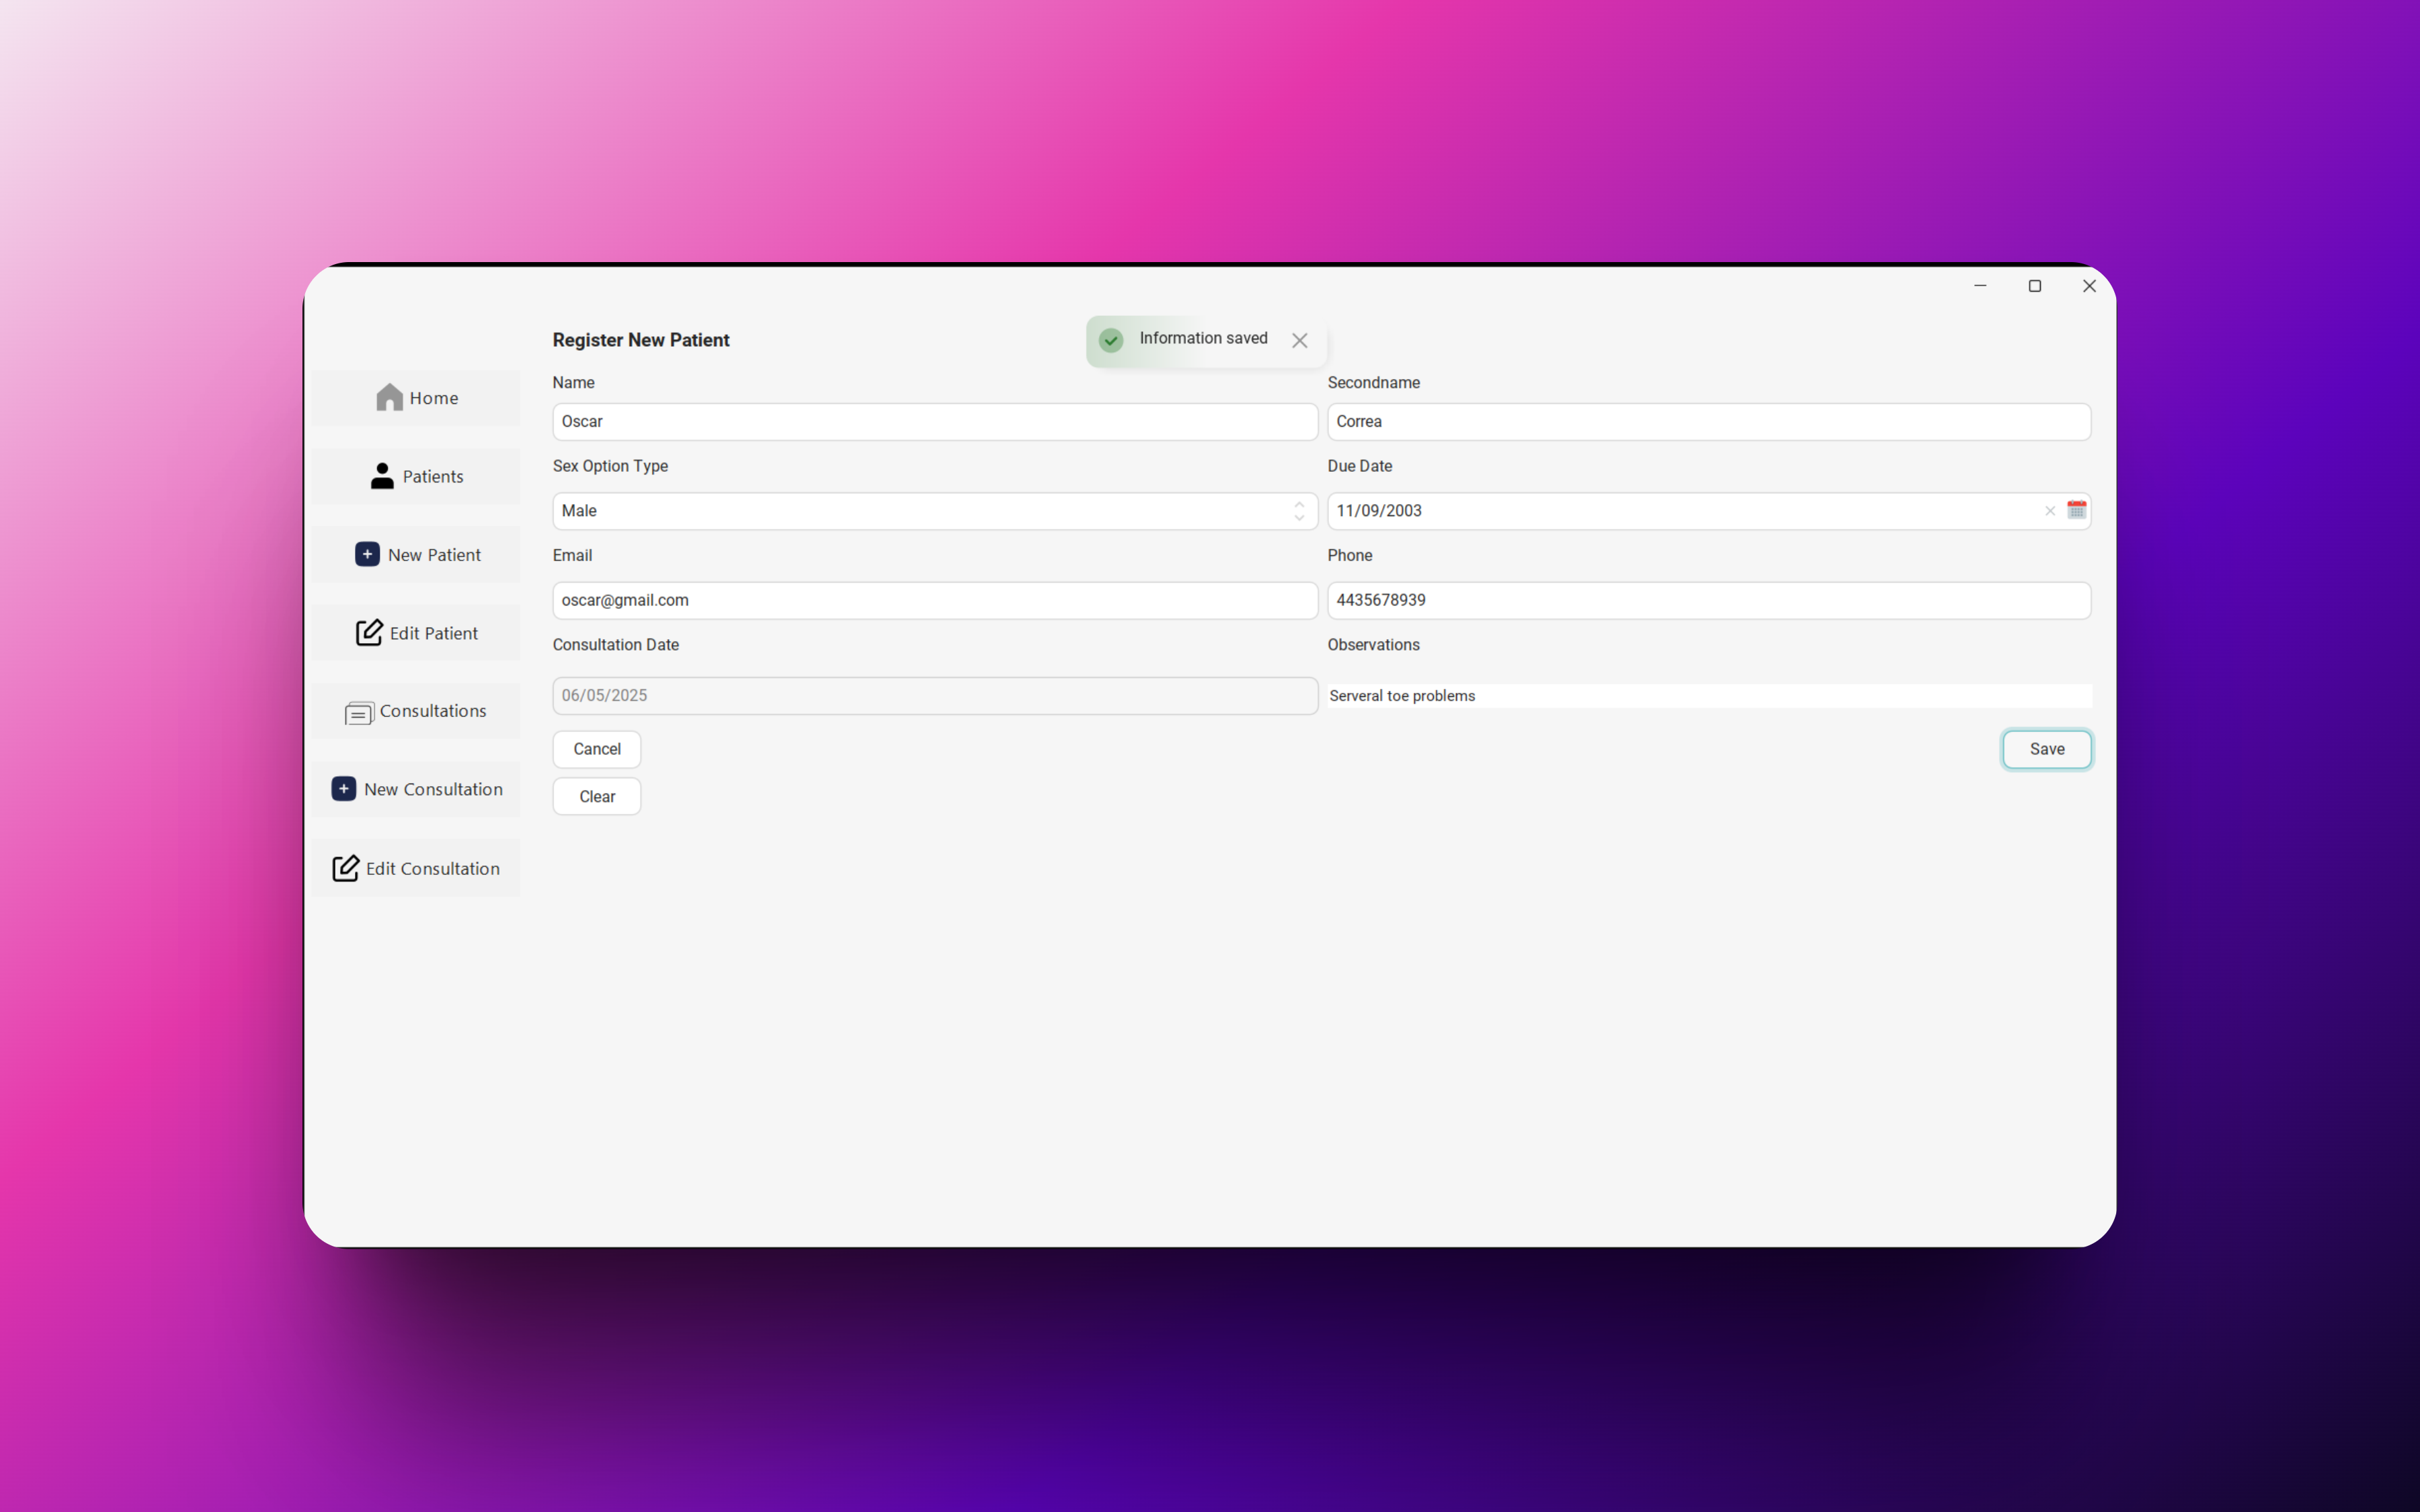 Register New Patient
Information saved
Home
Patients
New Patient
Edit Patient
Consultations
New Consultation
Edit Consultation
Name
Secondname
Oscar
Correa
Sex Option Type
Due Date
Male
11/09/2003
Email
Phone
oscar@gmail.com
4435678939
Consultation Date
Observations
06/05/2025
Serveral toe problems
Cancel
Save
Clear